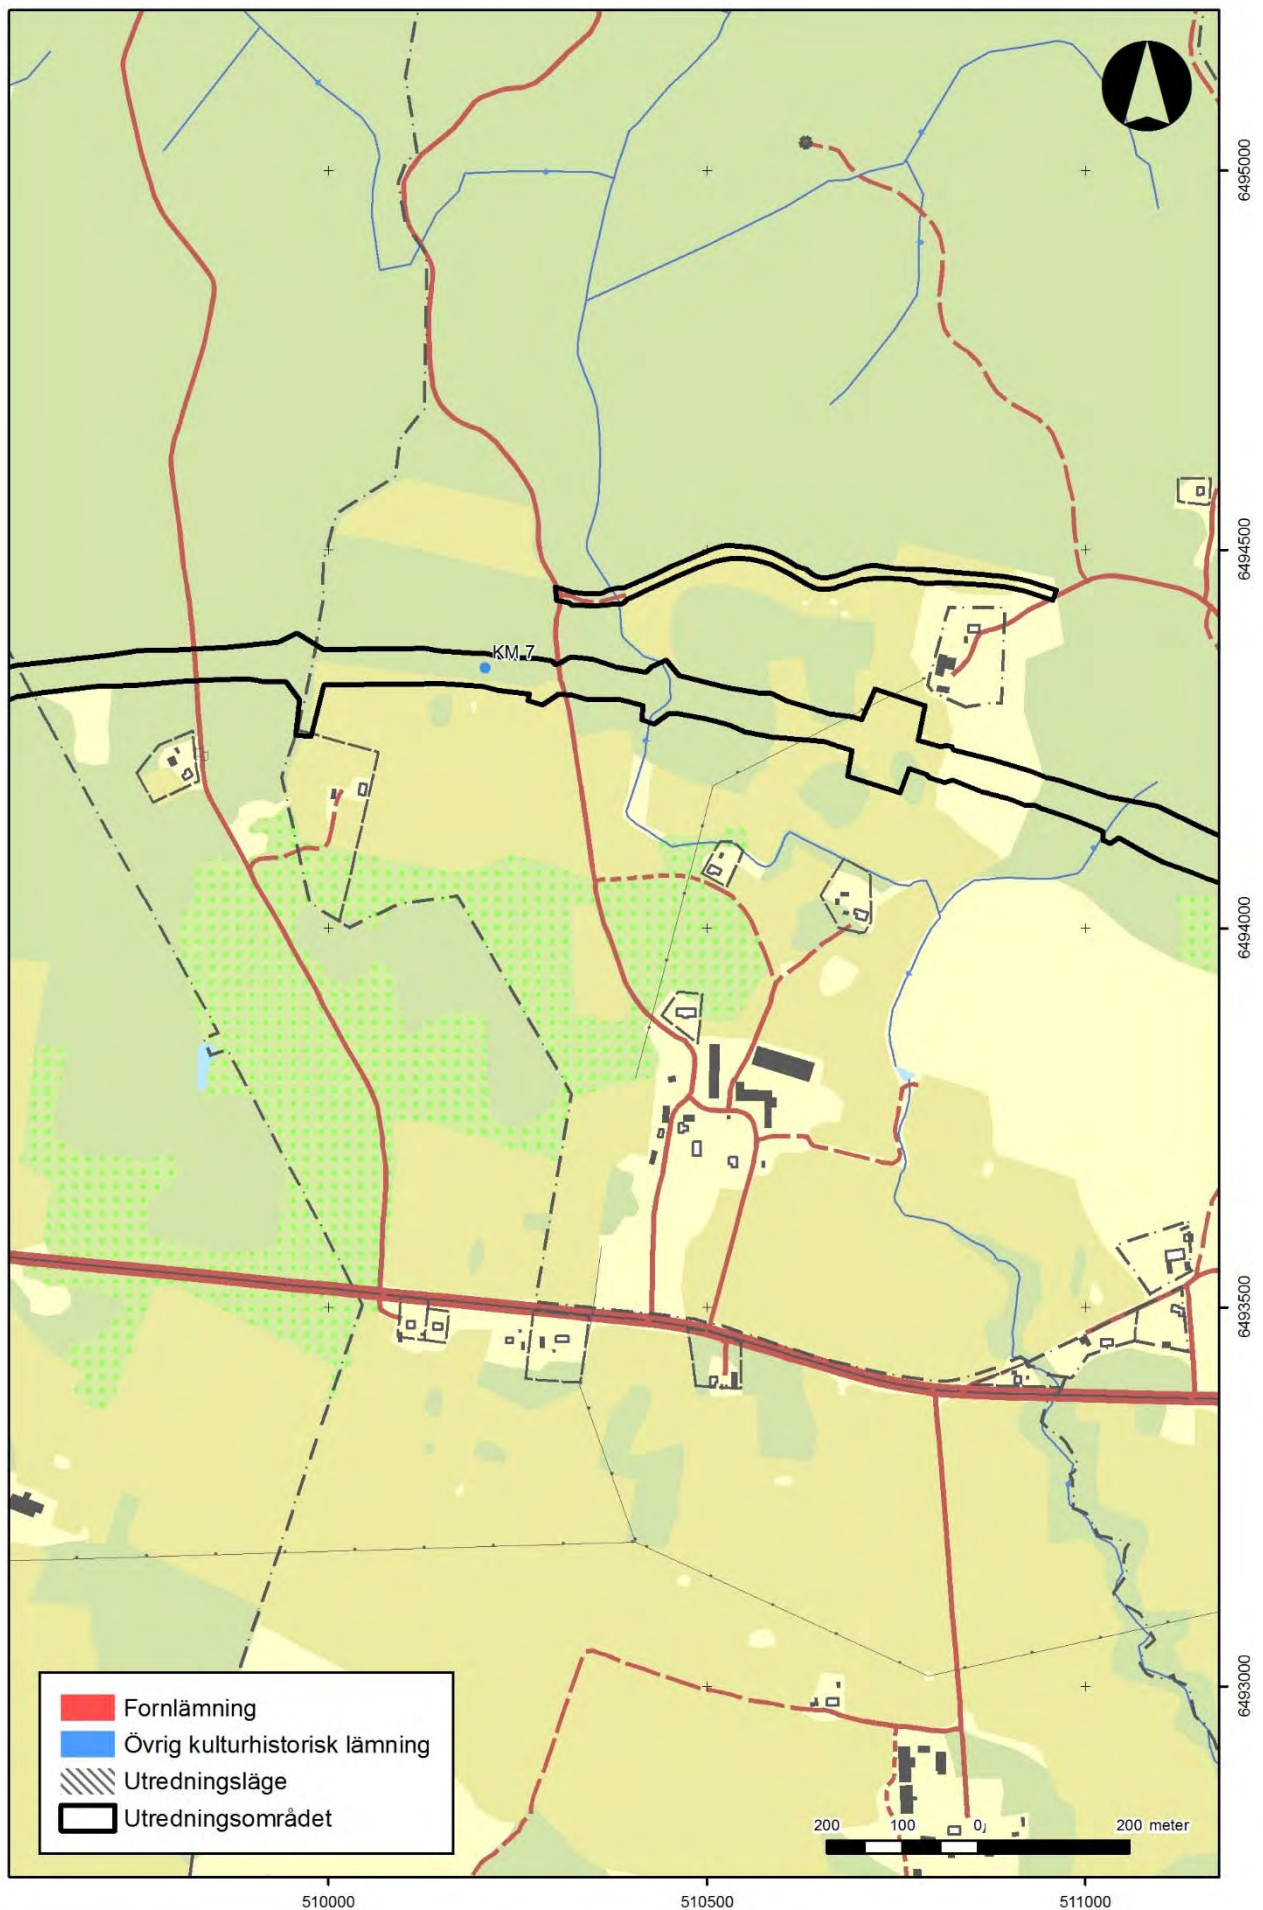 6495000
6494500
KM 7
6494000
6493500
6493000
Fornlämning
Övrig kulturhistorisk lämning
Utredningsläge
Utredningsområdet
200 100 0 200 meter
510000 510500 511000